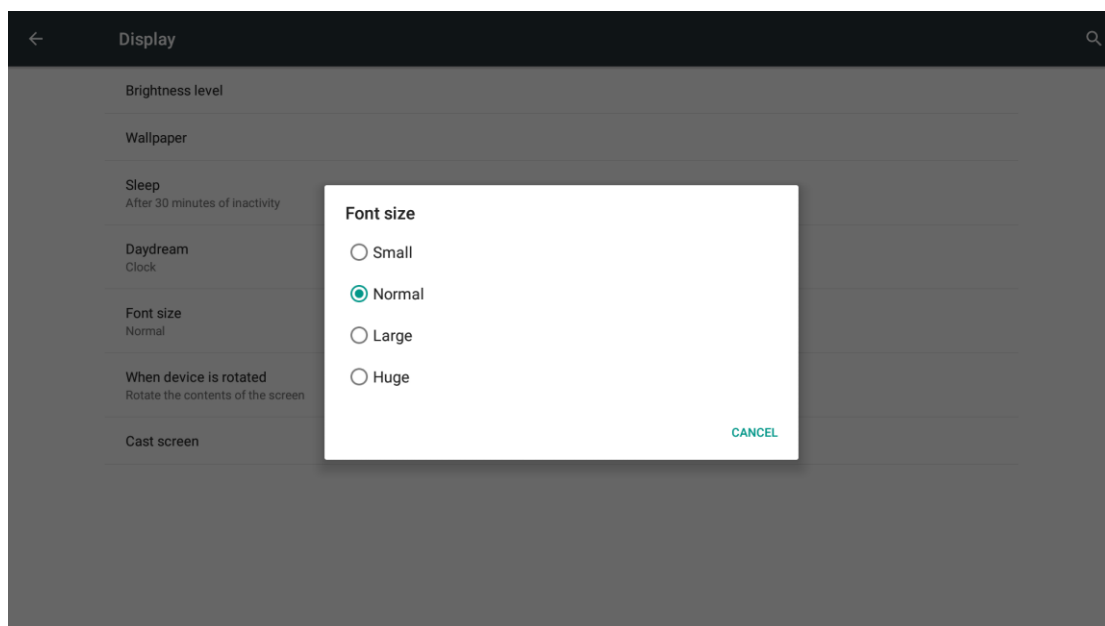 Display
Brightness level
Wallpaper
Sleep
After 30 minutes of inactivity
Daydream
Clock
Font size
Normal
When device is rotated
Rotate the contents of the screen
Cast screen
Font size
Small
Normal
Large
Huge
CANCEL